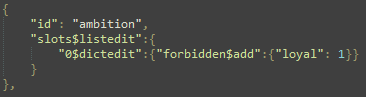 {
"id": "ambition",
"slots$listedit":{
"0$dictedit":{"forbidden$add":{"loyal": 1}}
}
},